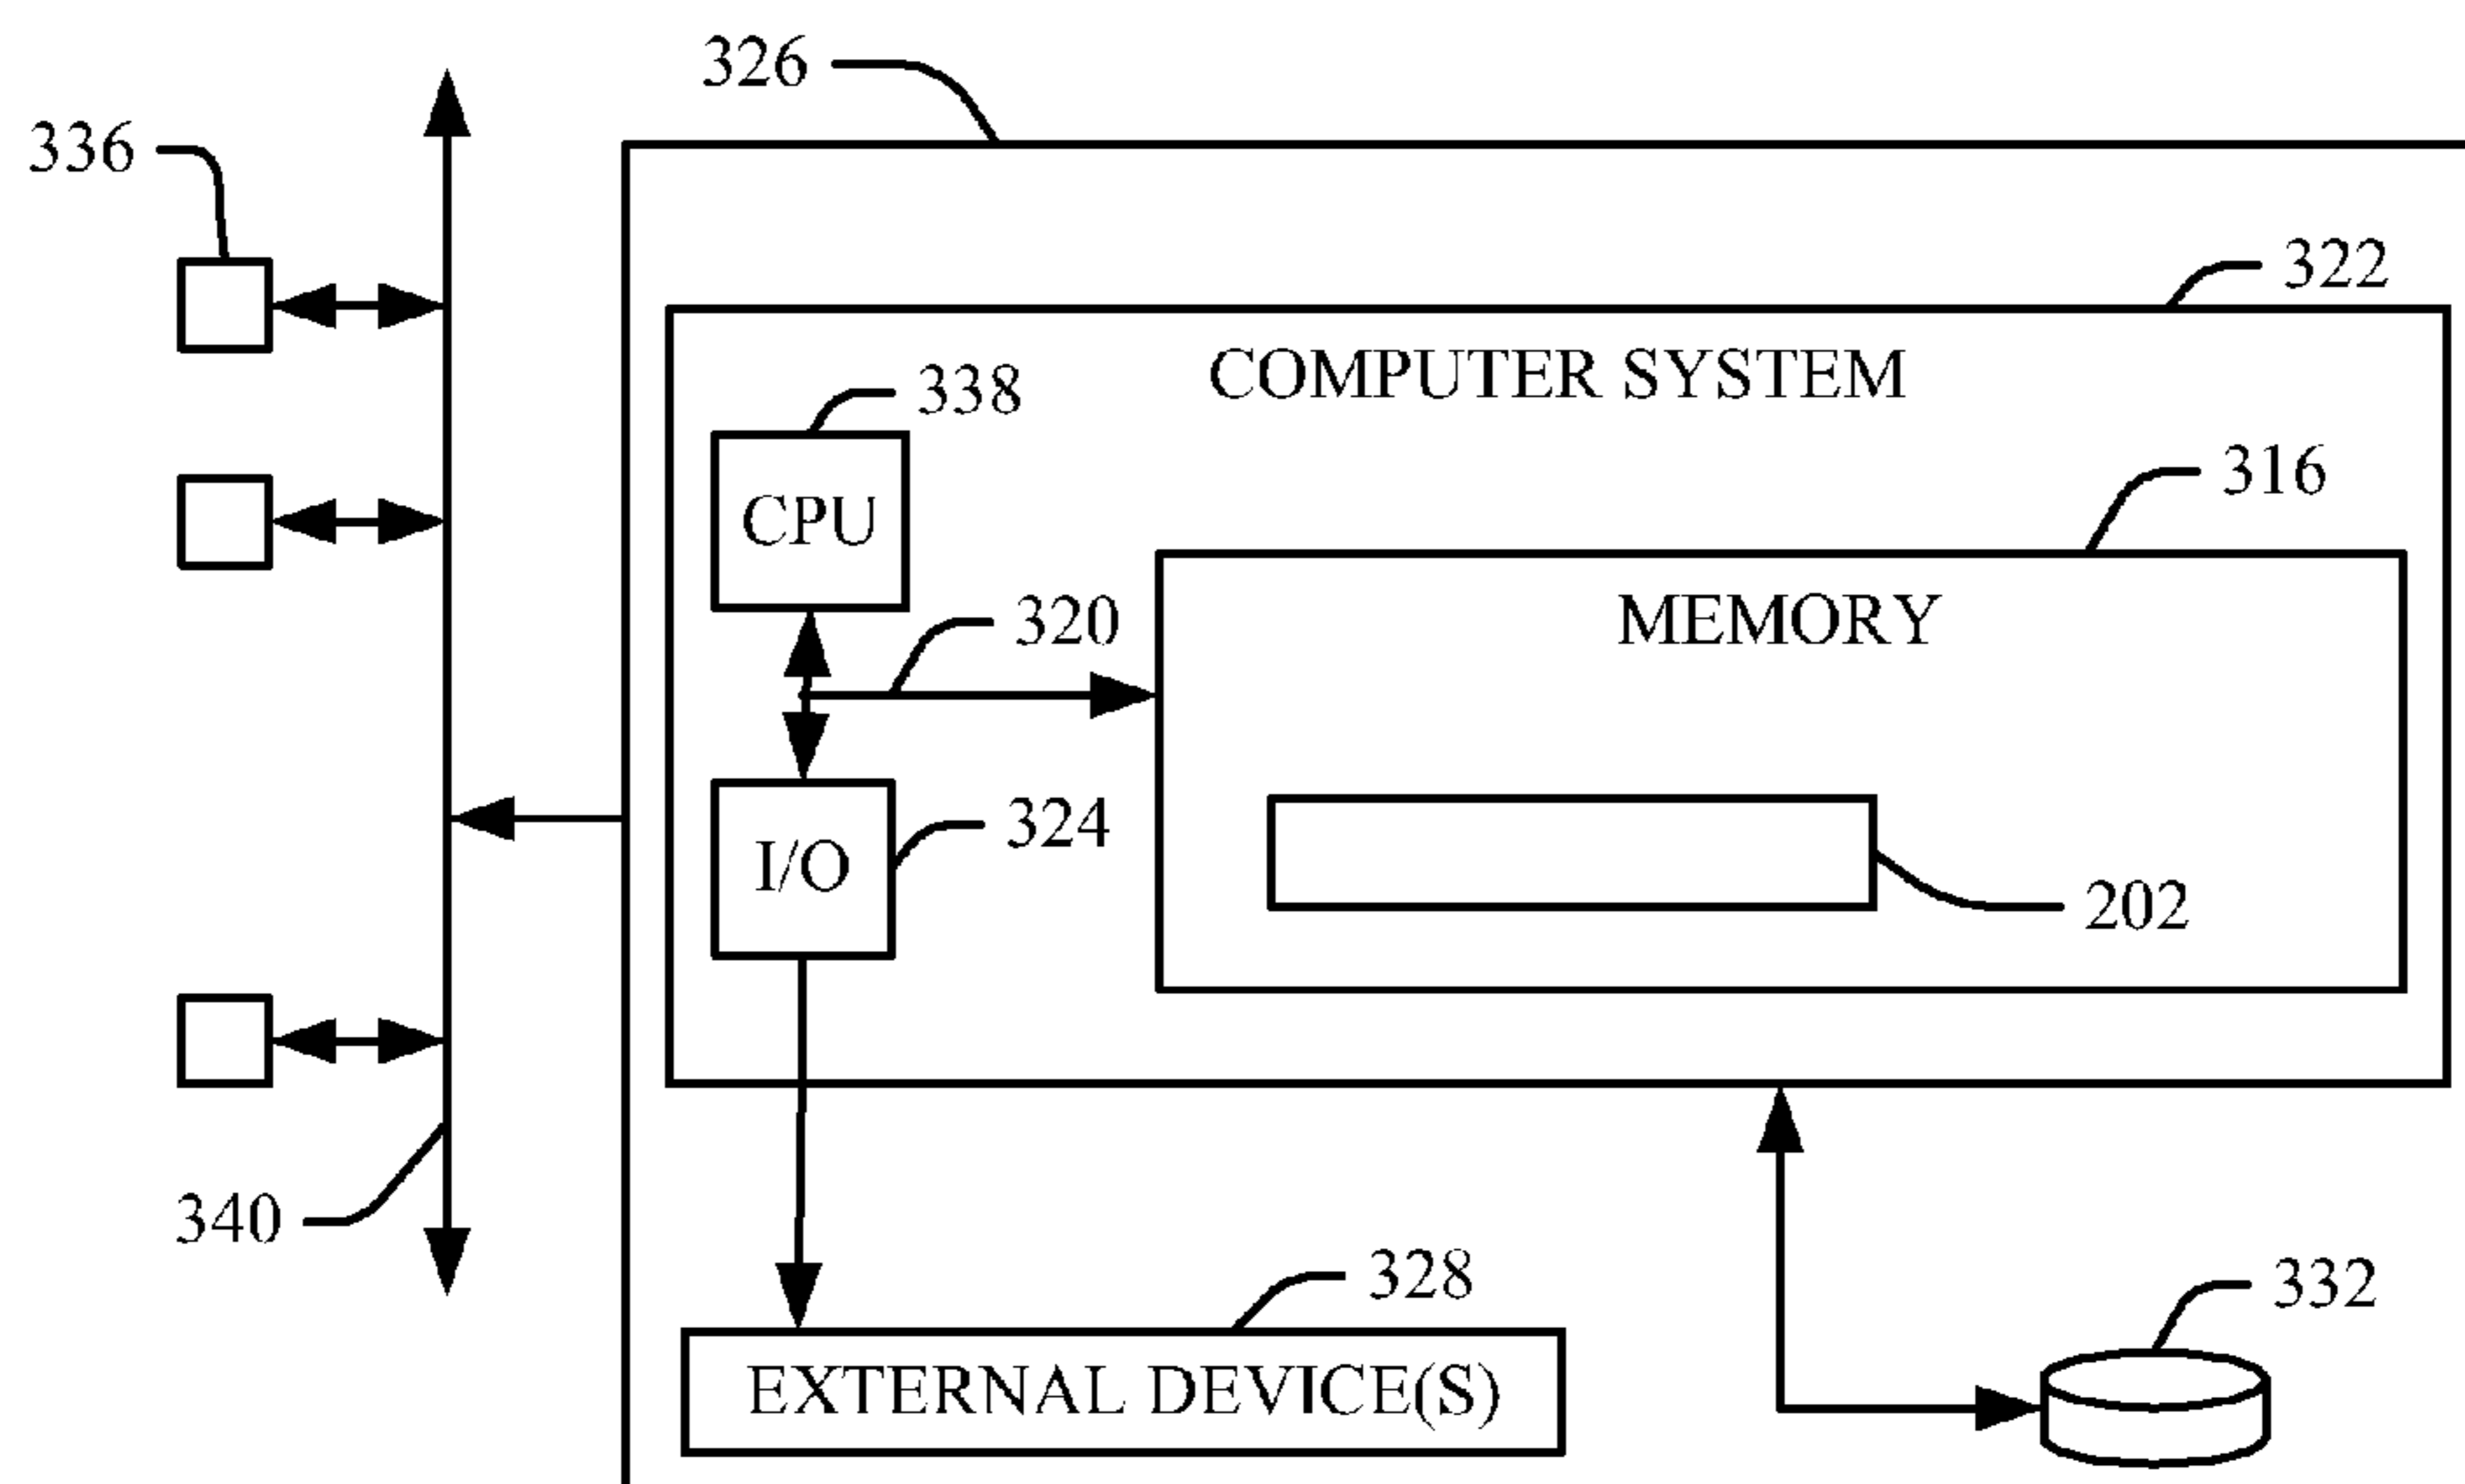 326
336
322
COMPUTER SYSTEM
338
316
CPU
320
MEMORY
324
I/O
202
340
328
332
EXTERNAL DEVICE(S)